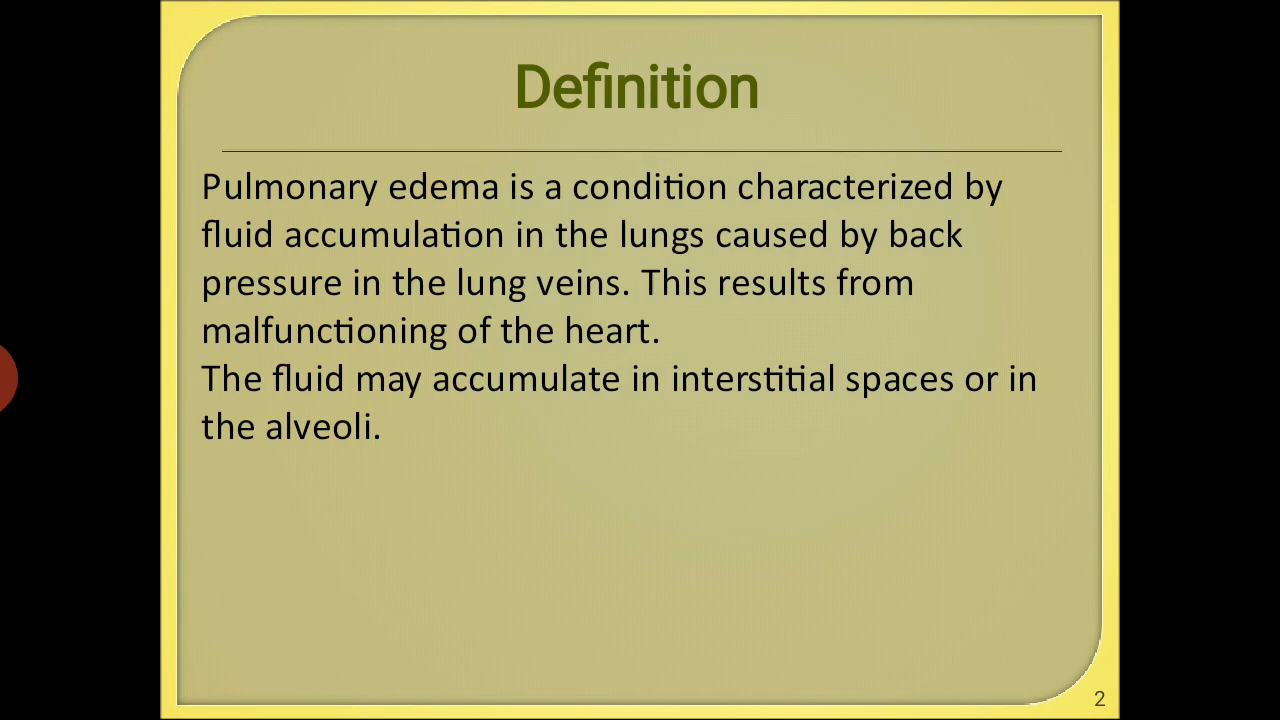 Definition
Pulmonary edema is a condition characterized by
fluid accumulation in the lungs caused by back
pressure in the lung veins. This results from
malfunctioning of the heart.
The fluid may accumulate in interstitial spaces or in
the alveoli.
2